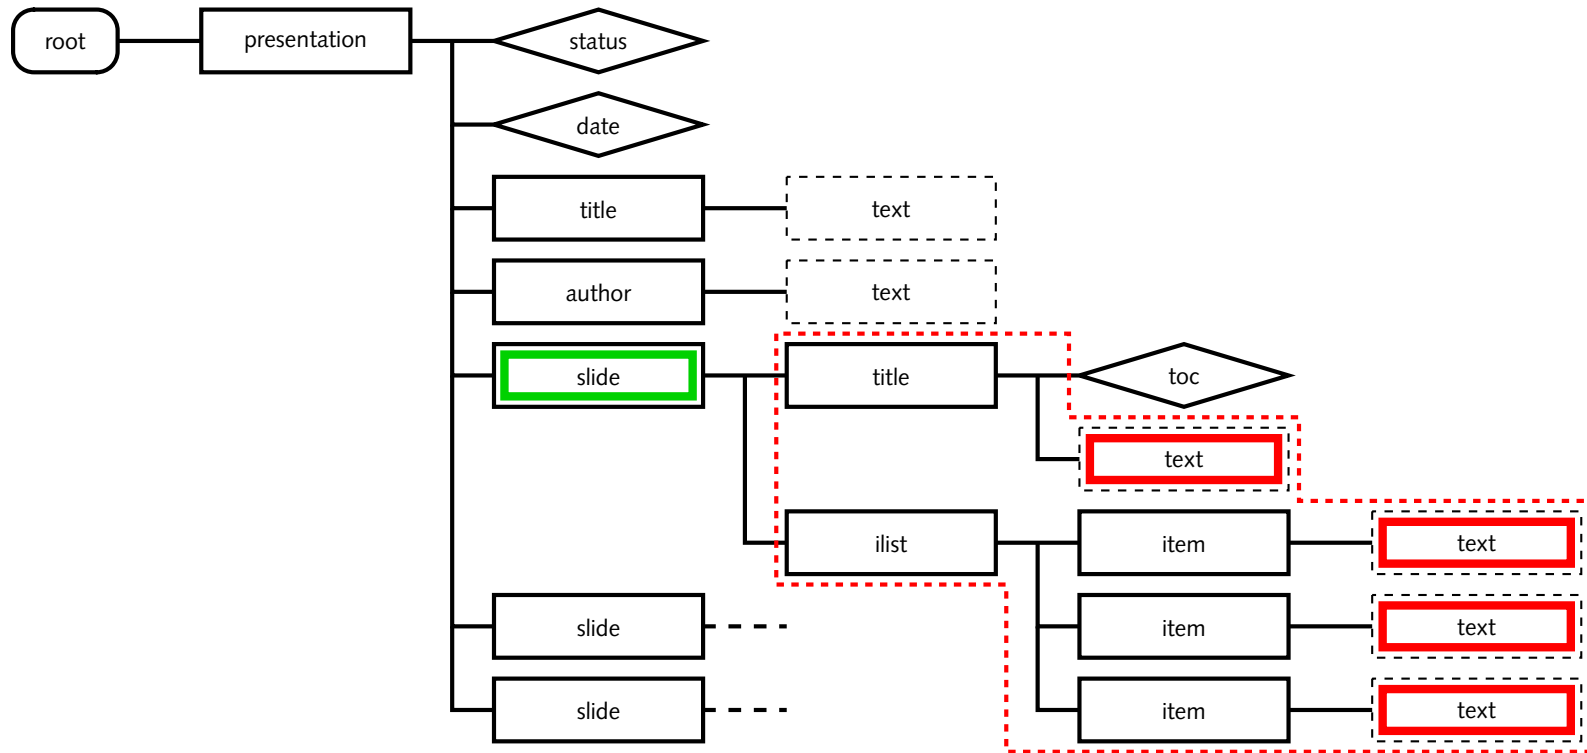 root
presentation
status
date
title
text
author
text
slide
title
toc
text
ilist
item
text
slide
item
text
slide
item
text